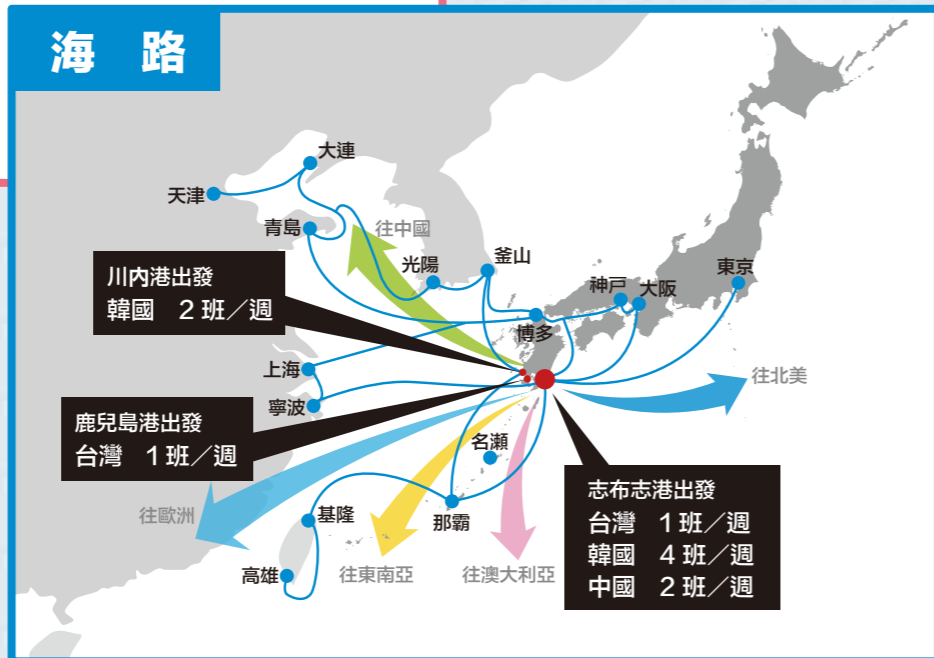 海 路
大連
天津
青島
往中國
光陽
釜山
神戶
大阪
東京
博多
川內港出發
韓國 2班／週
上海
寧波
往北美
鹿兒島港出發
台灣 1班／週
名瀨
志布志港出發
台灣 1班／週
韓國 4班／週
中國 2班／週
那霸
基隆
往歐洲
高雄
往東南亞
往澳大利亞